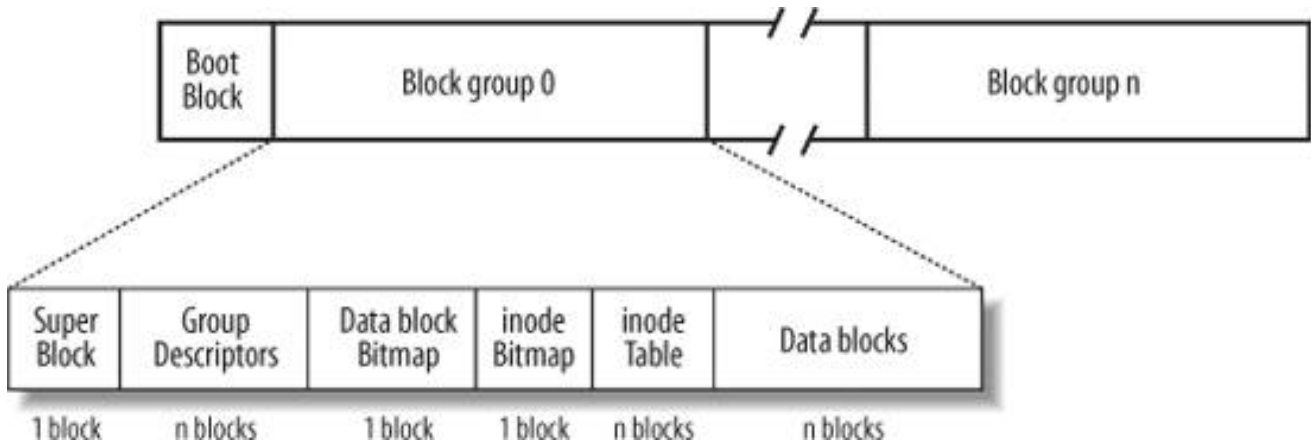 Boot
Block
Block group 0
Block group n
Super
Block
Group
Descriptors
Data block
Bitmap
inode
Bitmap
inode
Table
Data blocks
1 block
n blocks
1 block
1 block
n blocks
n blocks